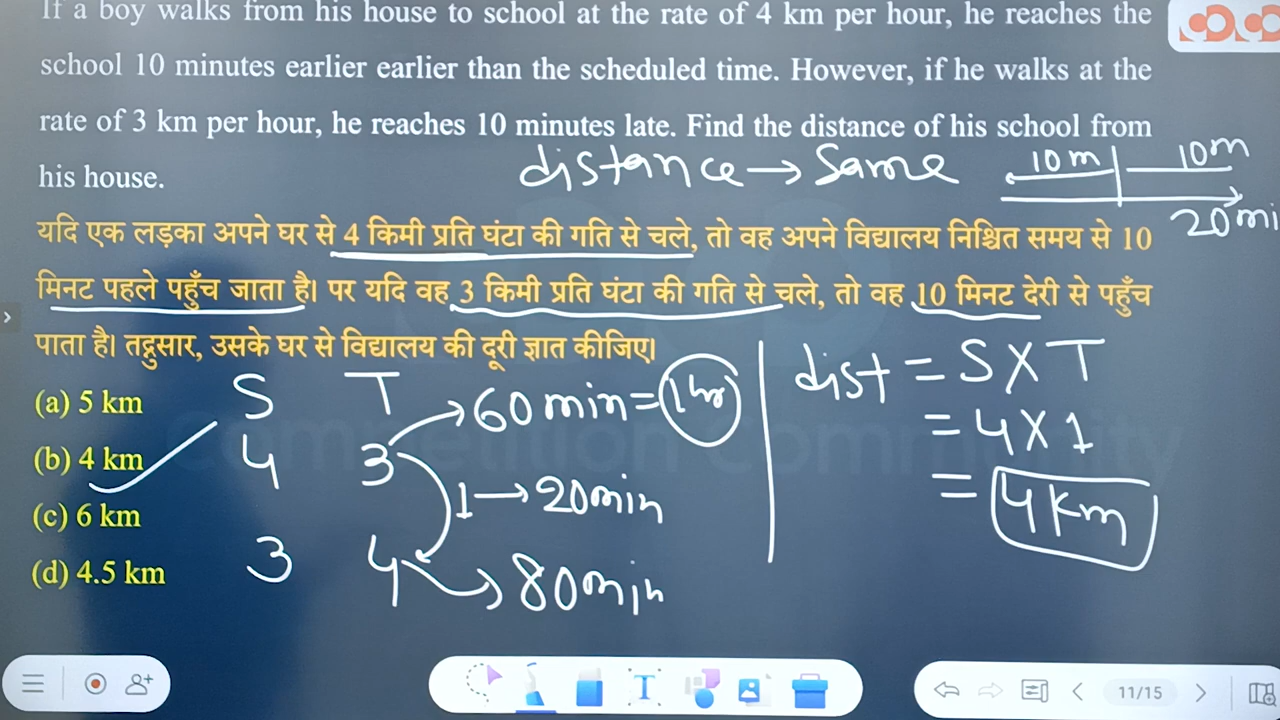 If a boy walks from his house to school at the rate of 4 km per hour, he reaches the
school 10 minutes earlier earlier than the scheduled time. However, if he walks at the
rate of 3 km per hour, he reaches 10 minutes late. Find the distance of his school from
his house.
distance → Same
10m 10m
20mi
यदि एक लड़का अपने घर से 4 किमी प्रति घंटा की गति से चले, तो वह अपने विद्यालय निश्चित समय से 10
मिनट पहले पहुँच जाता है। पर यदि वह 3 किमी प्रति घंटा की गति से चले, तो वह 10 मिनट देरी से पहुँच
पाता है। तद्नुसार, उसके घर से विद्यालय की दूरी ज्ञात कीजिए।
(a) 5 km
(b) 4 km
(c) 6 km
(d) 4.5 km
S T
4 3 → 60 min = 1 hr
1 → 20min
3 4 → 80min
dist = S X T
= 4 X 1
= 4 Km
competition community
T
11/15